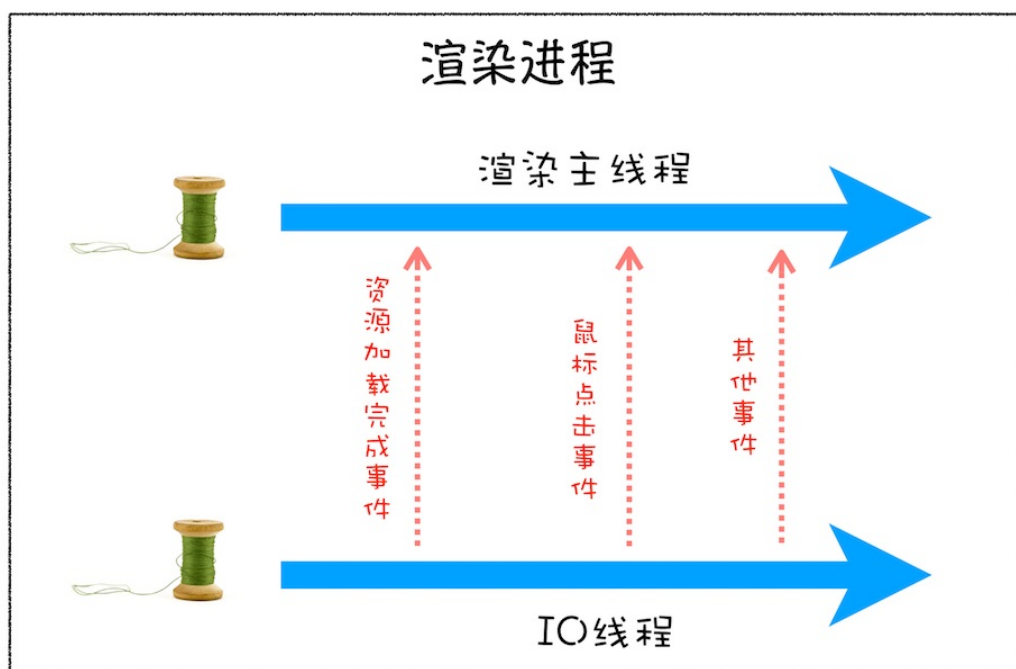 渲染进程
渲染主线程
资源加载完成事件
鼠标点击事件
其他事件
IO线程